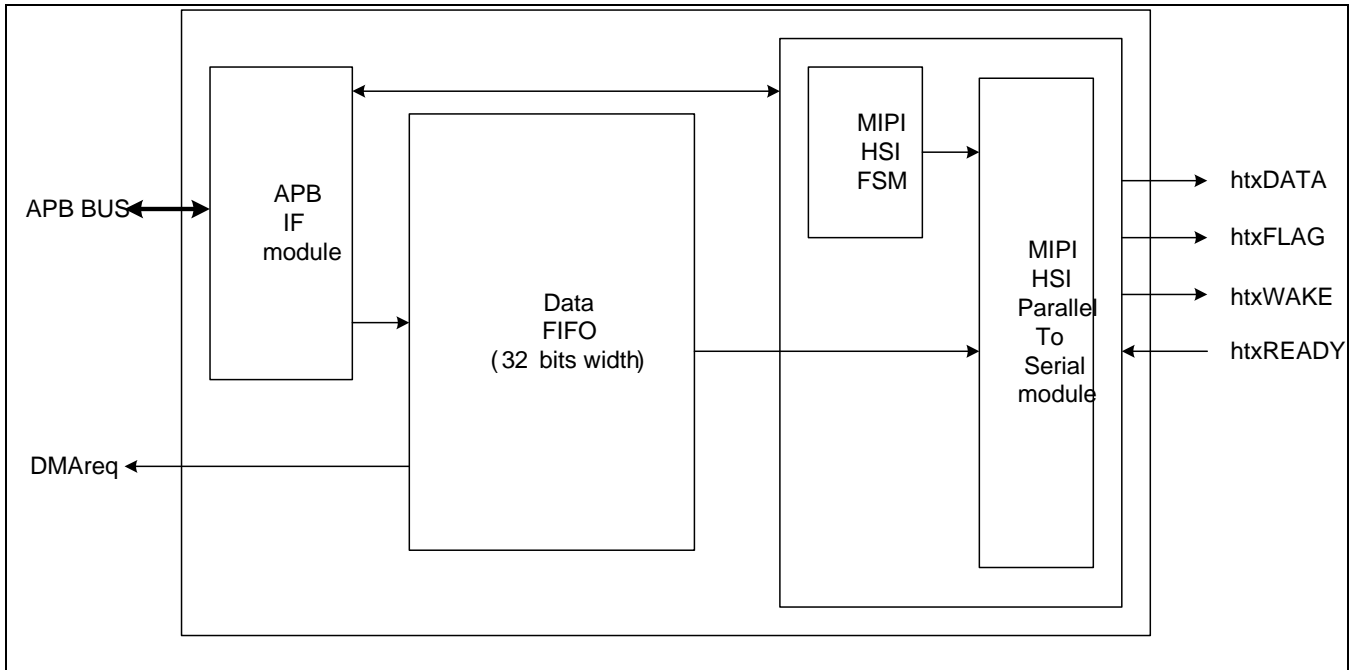 APB BUS
DMAreq
APB
IF
module
Data
FIFO
( 32 bits width)
MIPI
HSI
FSM
MIPI
HSI
Parallel
To
Serial
module
htxDATA
htxFLAG
htxWAKE
htxREADY